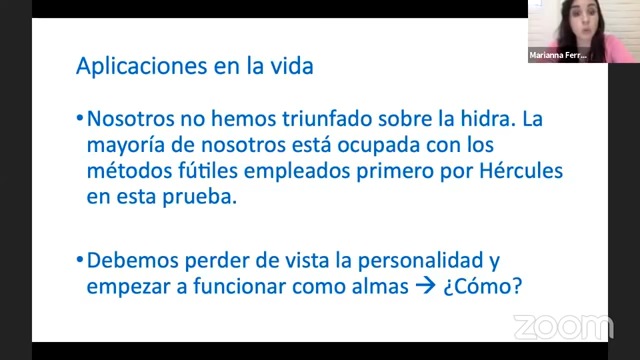 Marianna Ferr...
Aplicaciones en la vida
•Nosotros no hemos triunfado sobre la hidra. La
mayoría de nosotros está ocupada con los
métodos fútiles empleados primero por Hércules
en esta prueba.
•Debemos perder de vista la personalidad y
empezar a funcionar como almas → ¿Cómo?
zoom